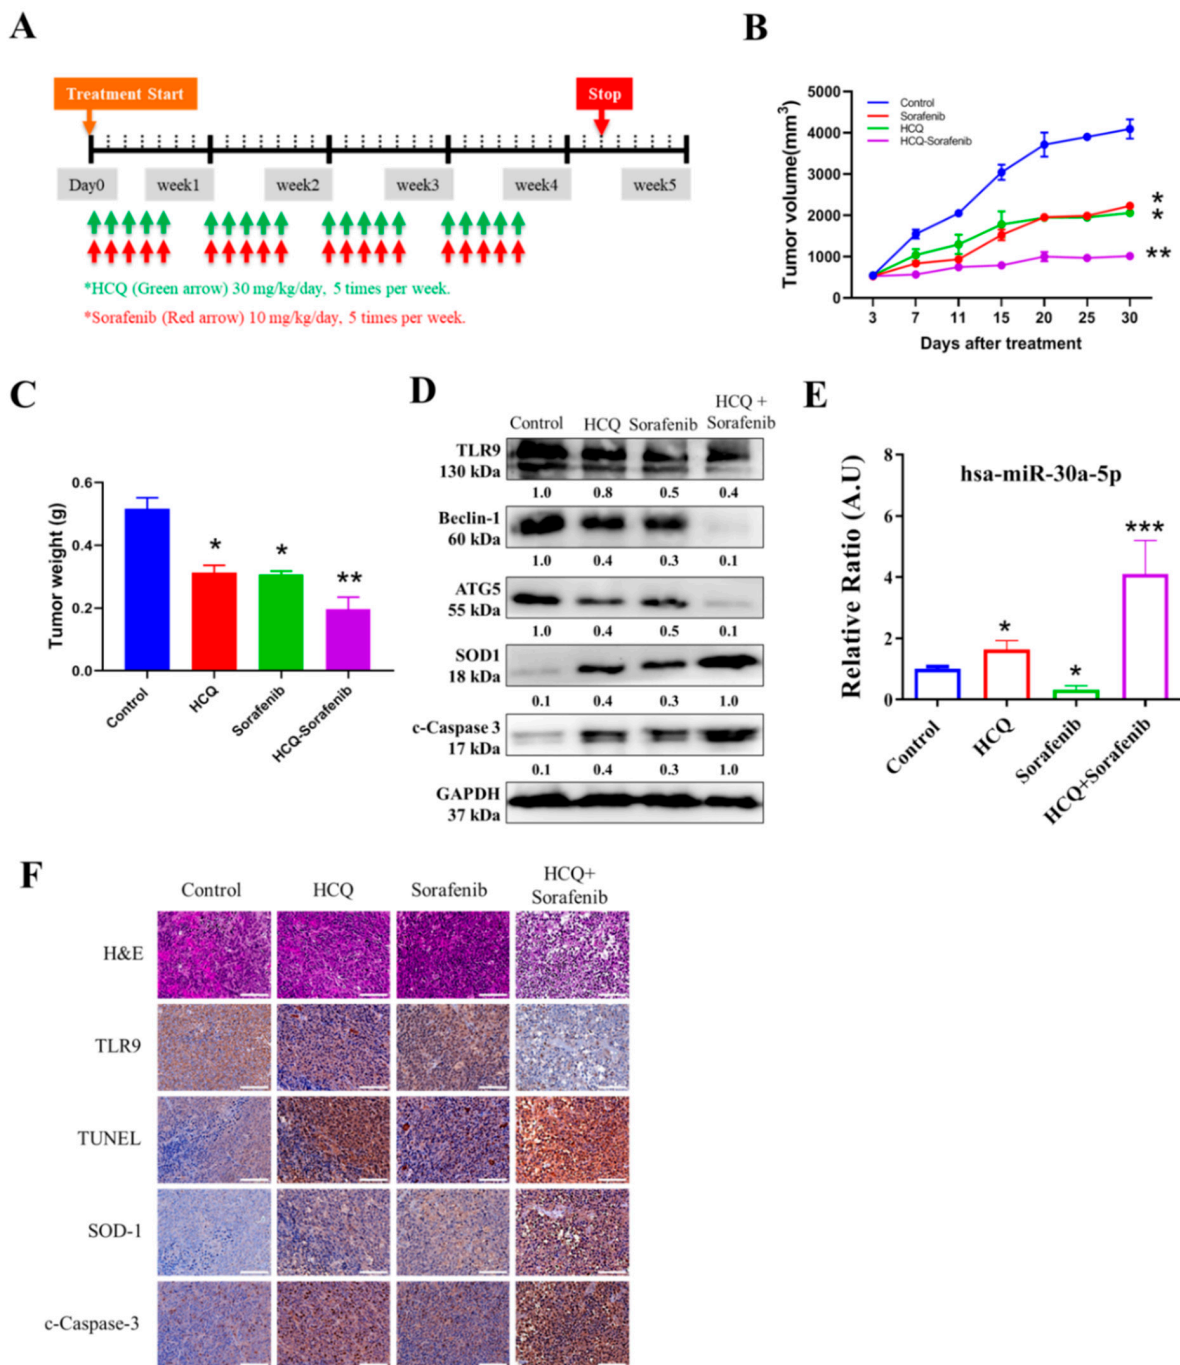 A
Treatment Start
Stop
Day0
week1
week2
week3
week4
week5
*HCQ (Green arrow) 30 mg/kg/day, 5 times per week.
*Sorafenib (Red arrow) 10 mg/kg/day, 5 times per week.
B
Tumor volume(mm3)
5000
4000
3000
2000
1000
0
Control
Sorafenib
HCQ
HCQ-Sorafenib
*
*
**
3
7
11
15
20
25
30
Days after treatment
C
Tumor weight (g)
0.6
0.4
0.2
0.0
*
*
**
Control
HCQ
Sorafenib
HCQ-Sorafenib
D
Control
HCQ
Sorafenib
HCQ +
Sorafenib
TLR9
130 kDa
1.0 0.8 0.5 0.4
Beclin-1
60 kDa
1.0 0.4 0.3 0.1
ATG5
55 kDa
1.0 0.4 0.5 0.1
SOD1
18 kDa
0.1 0.4 0.3 1.0
c-Caspase 3
17 kDa
0.1 0.4 0.3 1.0
GAPDH
37 kDa
E
hsa-miR-30a-5p
Relative Ratio (A.U)
8
6
4
2
0
*
*
***
Control
HCQ
Sorafenib
HCQ+Sorafenib
F
Control
HCQ
Sorafenib
HCQ+
Sorafenib
H&E
TLR9
TUNEL
SOD-1
c-Caspase-3